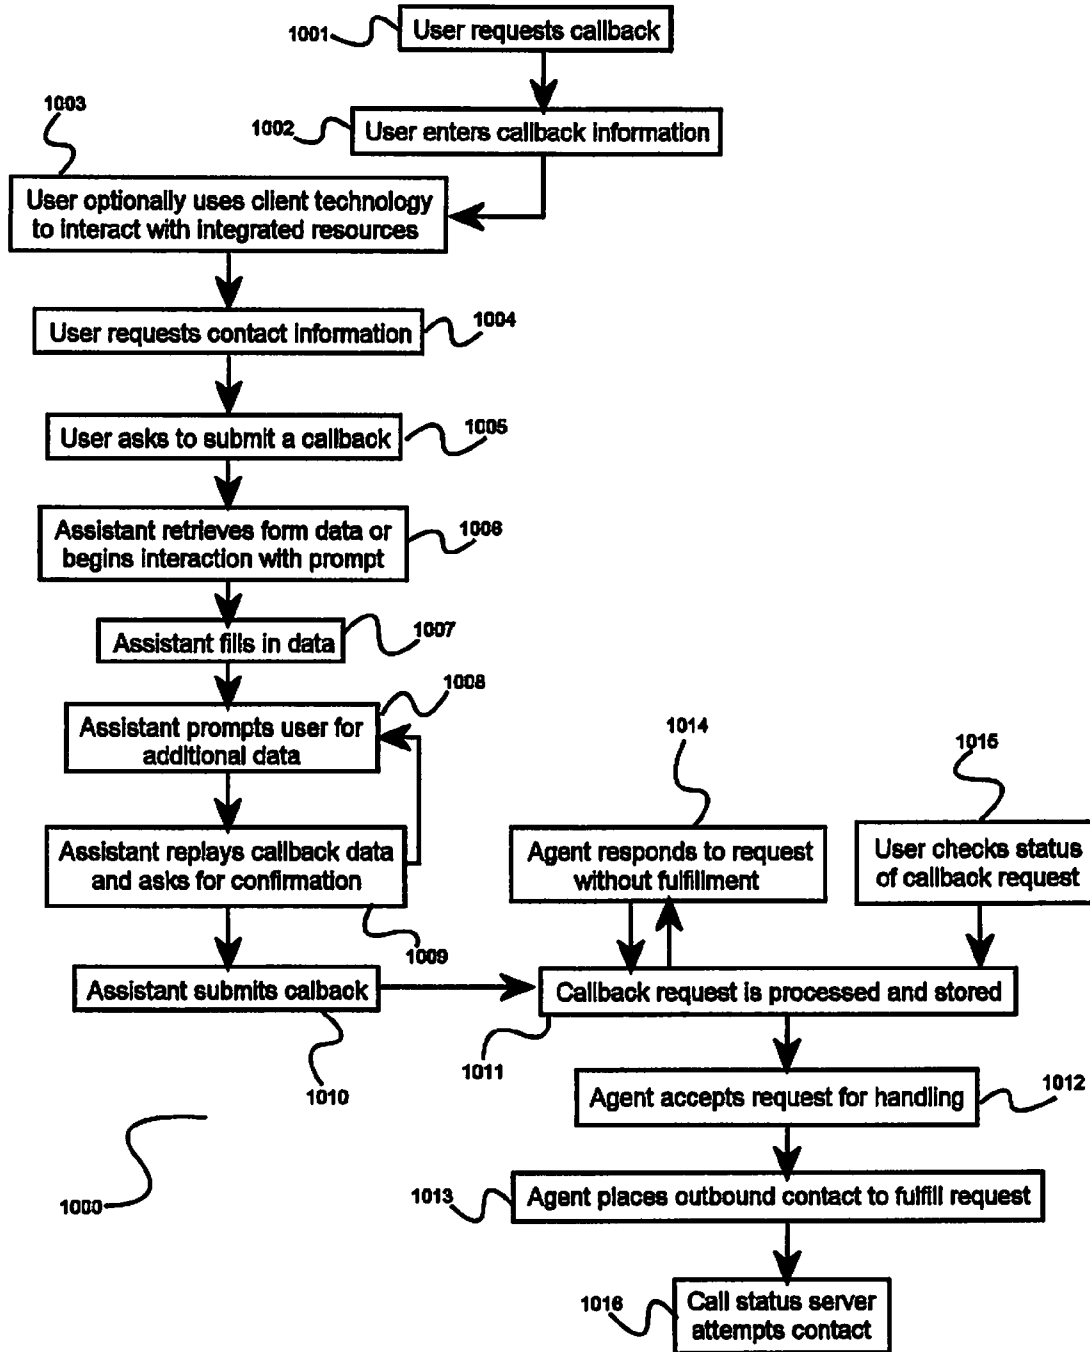 1001
User requests callback
1003
1002
User enters callback information
User optionally uses client technology
to interact with integrated resources
User requests contact information
1004
User asks to submit a callback
1005
Assistant retrieves form data or
begins interaction with prompt
1006
Assistant fills in data
1007
1008
Assistant prompts user for
additional data
1014
1015
Assistant replays callback data
and asks for confirmation
Agent responds to request
without fulfillment
User checks status
of callback request
1009
Assistant submits calback
Callback request is processed and stored
1010
1011
Agent accepts request for handling
1012
1000
1013
Agent places outbound contact to fulfill request
1016
Call status server
attempts contact